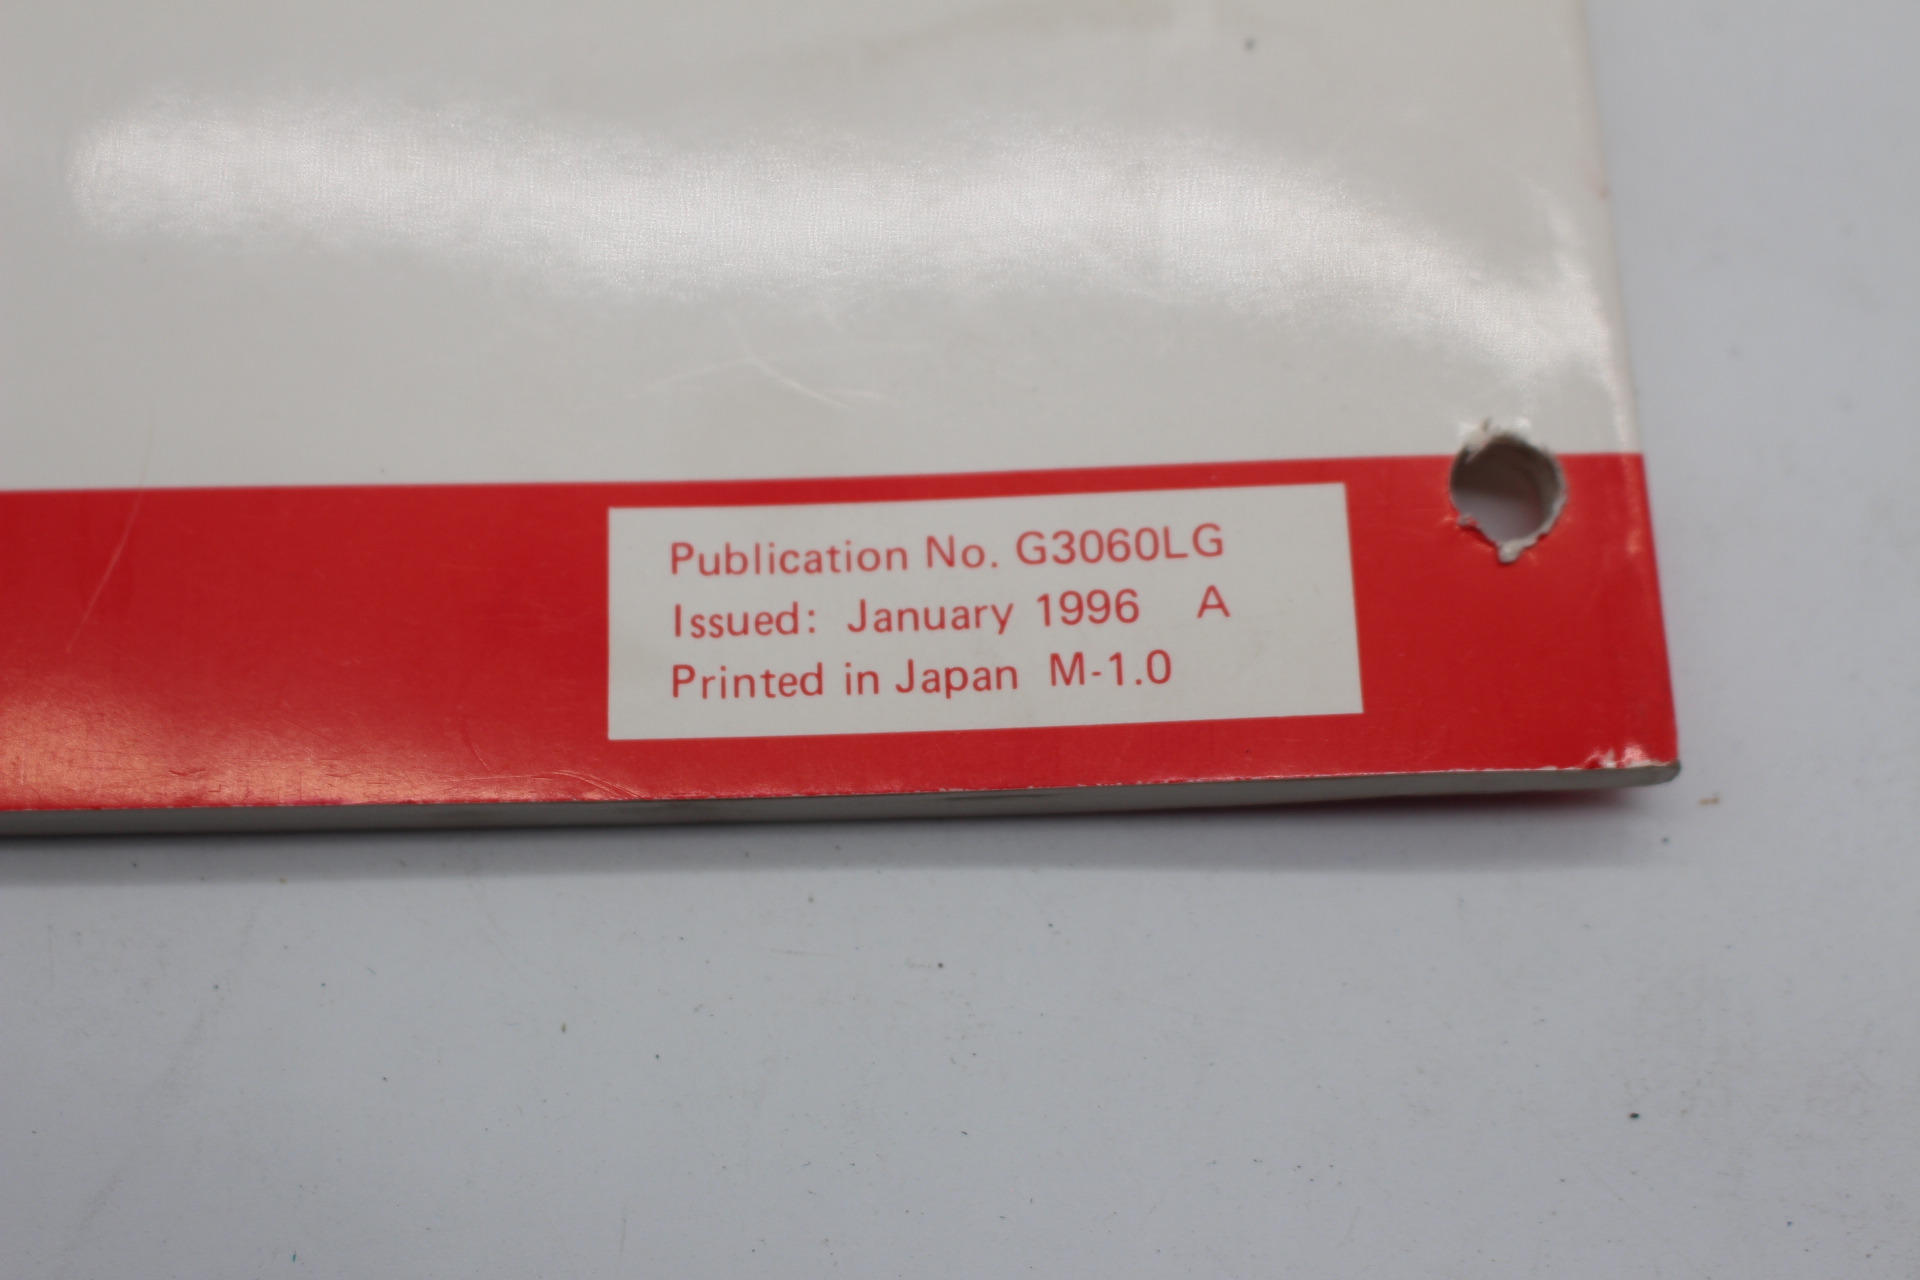 Publication No. G3060LG
Issued: January 1996 A
Printed in Japan M-1.0